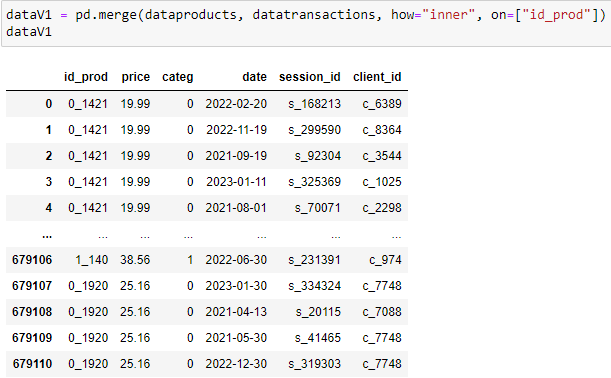 dataV1 = pd.merge(dataproducts, datatransactions, how="inner", on=["id_prod"])
dataV1
id_prod price categ date session_id client_id
0 0_1421 19.99 0 2022-02-20 s_168213 c_6389
1 0_1421 19.99 0 2022-11-19 s_299590 c_8364
2 0_1421 19.99 0 2021-09-19 s_92304 c_3544
3 0_1421 19.99 0 2023-01-11 s_325369 c_1025
4 0_1421 19.99 0 2021-08-01 s_70071 c_2298
... ... ... ... ... ... ...
679106 1_140 38.56 1 2022-06-30 s_231391 c_974
679107 0_1920 25.16 0 2023-01-30 s_334324 c_7748
679108 0_1920 25.16 0 2021-04-13 s_20115 c_7088
679109 0_1920 25.16 0 2021-05-30 s_41465 c_7748
679110 0_1920 25.16 0 2022-12-30 s_319303 c_7748